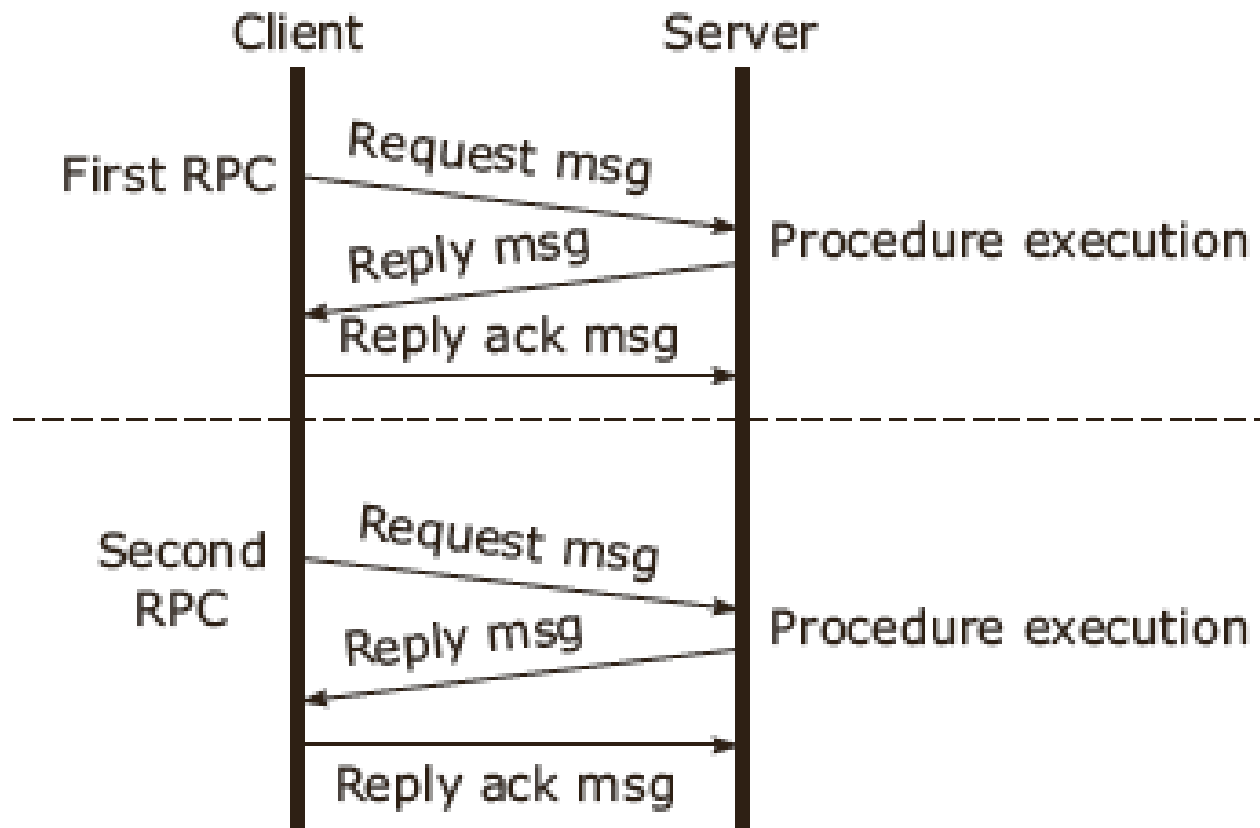 Client
Server
Request msg
First RPC
Reply msg
Procedure execution
Reply ack msg
Request msg
Second
RPC
Reply msg
Procedure execution
Reply ack msg